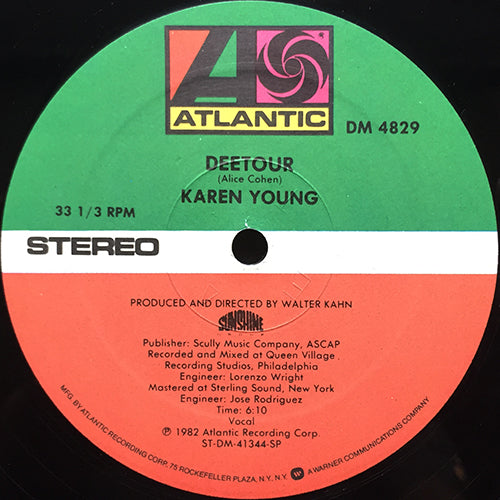 ATLANTIC
DM 4829
DEETOUR
(Alice Cohen)
KAREN YOUNG
33 1/3 RPM
STEREO
PRODUCED AND DIRECTED BY WALTER KAHN
SUNSHINE
Publisher: Scully Music Company, ASCAP
Recorded and Mixed at Queen Village
Recording Studios, Philadelphia
Engineer: Lorenzo Wright
Mastered at Sterling Sound, New York
Engineer: Jose Rodriguez
Time: 6:10
Vocal
℗ 1982 Atlantic Recording Corp.
ST-DM-41344-SP
MFG. BY ATLANTIC RECORDING CORP. 75 ROCKEFELLER PLAZA, N.Y. N.Y. A WARNER COMMUNICATIONS COMPANY